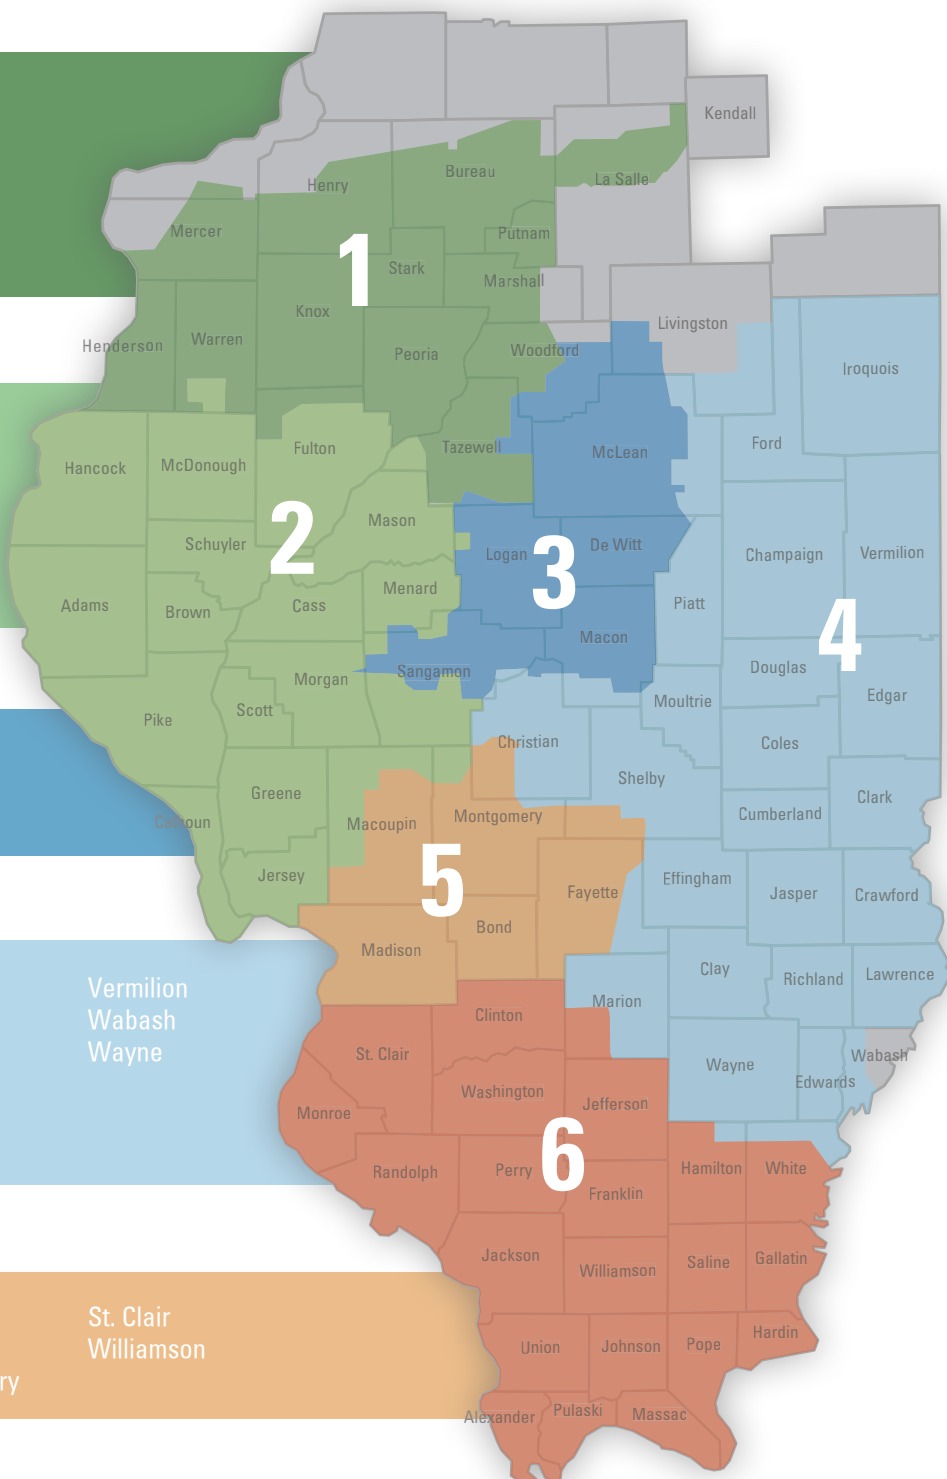 Kendall
Bureau
La Salle
Henry
Mercer
Putnam
1
Stark
Marshall
Knox
Livingston
Warren
Henderson
Woodford
Peoria
Iroquois
Ford
Tazewell
Fulton
McLean
McDonough
Hancock
Mason
2
Schuyler
De Witt
Logan
3
Champaign
Vermilion
Menard
Piatt
Adams
Cass
Brown
Macon
4
Douglas
Sangamon
Morgan
Edgar
Moultrie
Scott
Pike
Christian
Coles
Shelby
Greene
Clark
Calhoun
Macoupin
Montgomery
Cumberland
Jersey
5
Effingham
Fayette
Jasper
Crawford
Bond
Madison
Clay
Lawrence
Richland
Vermilion
Wabash
Wayne
Marion
Clinton
St. Clair
Wabash
Wayne
Edwards
Washington
Jefferson
Monroe
6
Randolph
Perry
Hamilton
White
Franklin
Jackson
Gallatin
Saline
Williamson
St. Clair
Williamson
ry
Hardin
Union
Johnson
Pope
Alexander
Pulaski
Massac